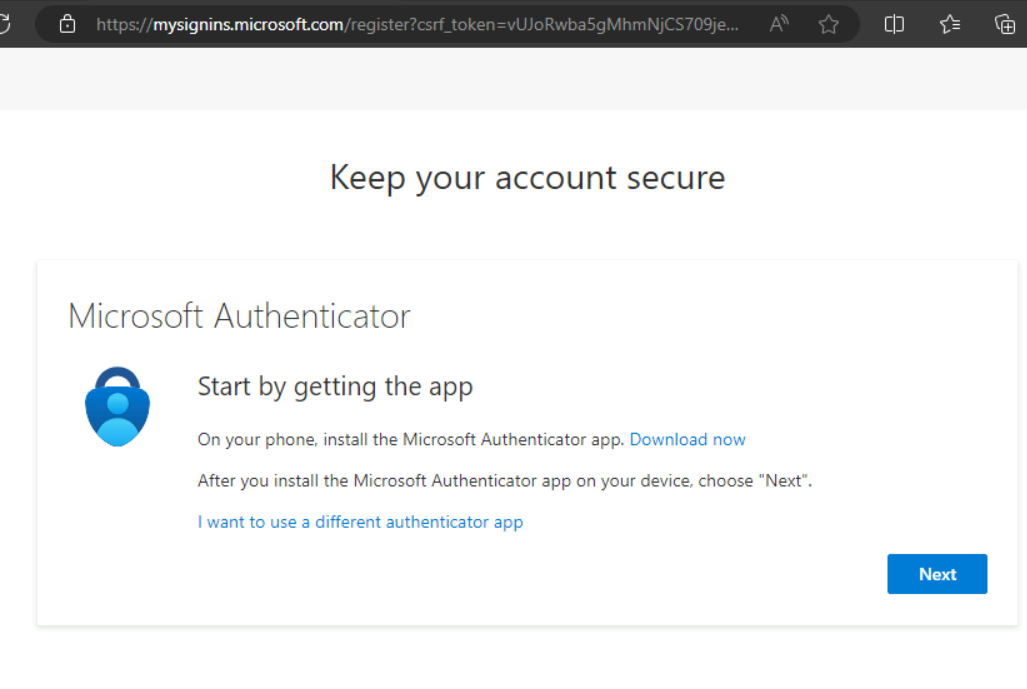 https://mysignins.microsoft.com/register?csrf_token=vUJoRwba5gMhmNjCS709je...
Keep your account secure
Microsoft Authenticator
Start by getting the app
On your phone, install the Microsoft Authenticator app. Download now
After you install the Microsoft Authenticator app on your device, choose "Next".
I want to use a different authenticator app
Next